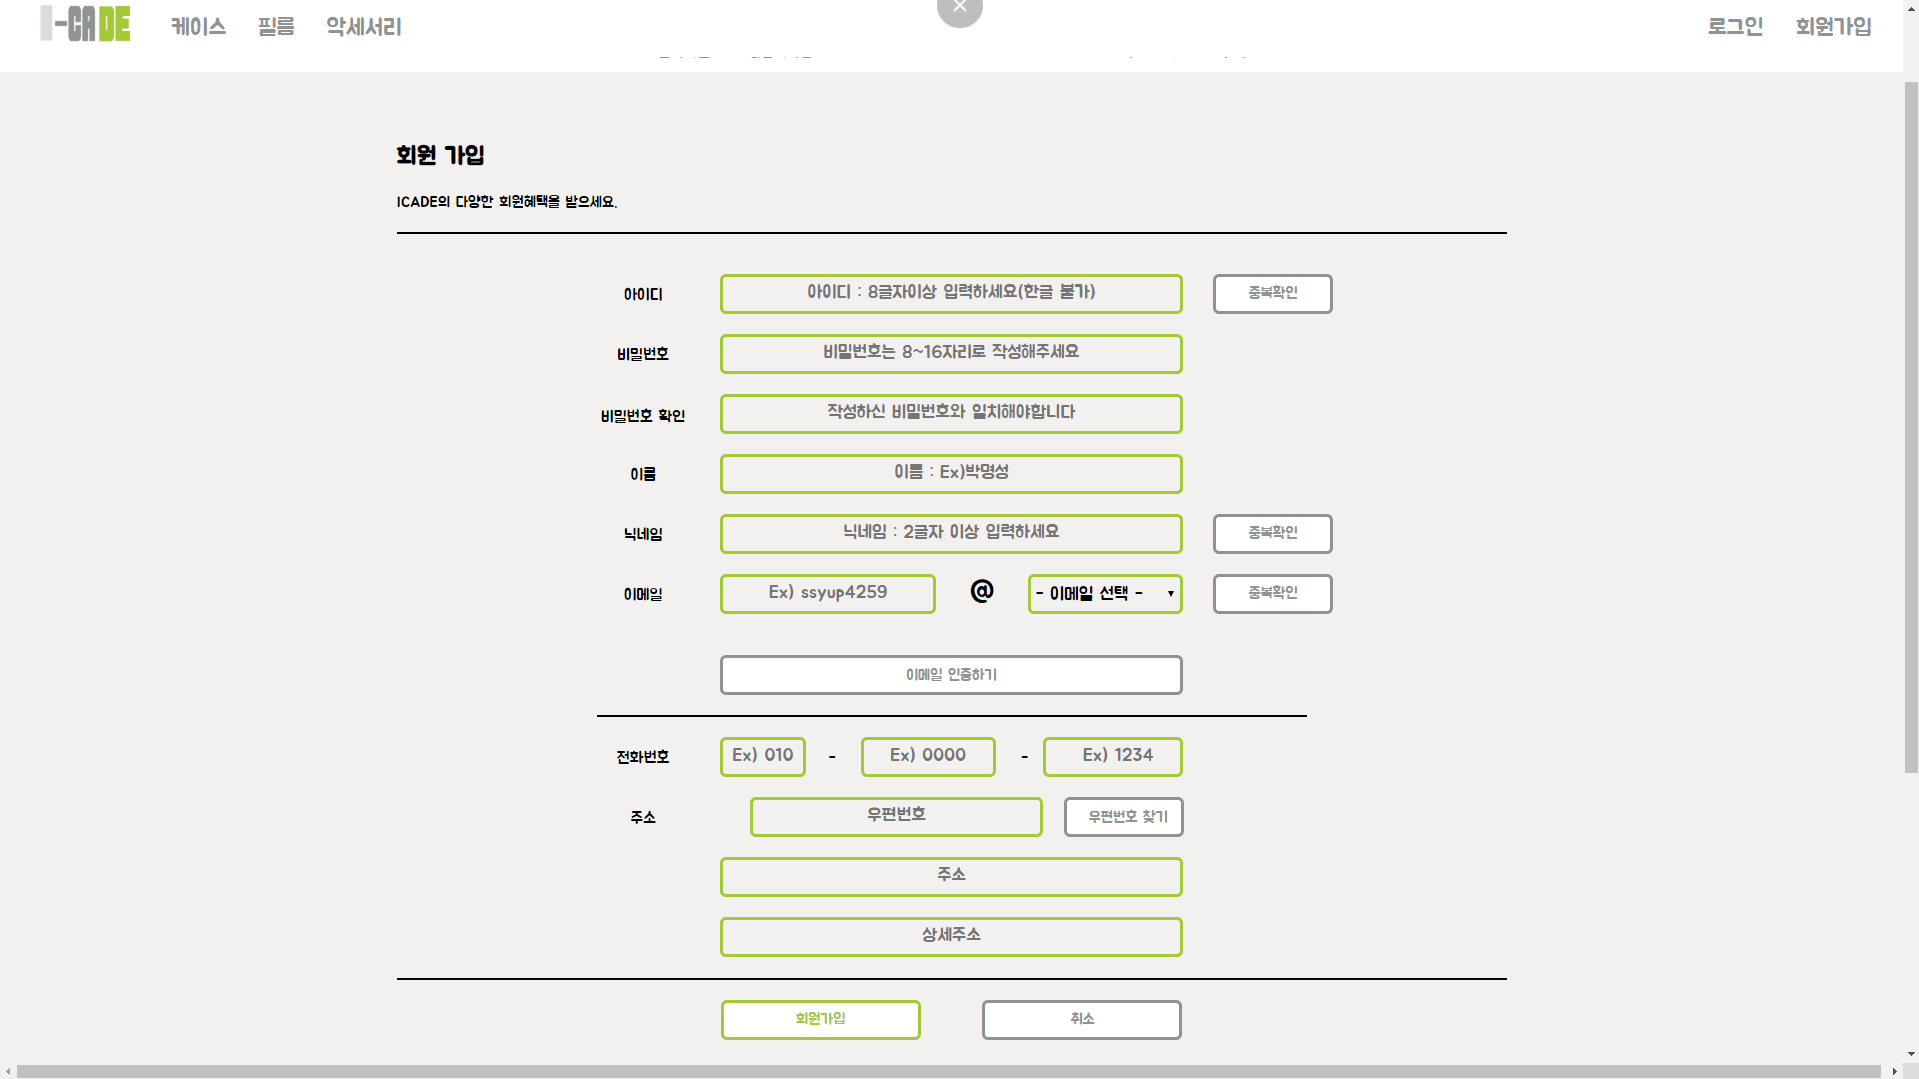 I-CADE 케이스 필름 악세서리 로그인 회원가입
회원 가입
ICADE의 다양한 회원혜택을 받으세요.
아이디 아이디 : 8글자이상 입력하세요(한글 불가) 중복확인
비밀번호 비밀번호는 8~16자리로 작성해주세요
비밀번호 확인 작성하신 비밀번호와 일치해야합니다
이름 이름 : Ex)박명성
닉네임 닉네임 : 2글자 이상 입력하세요 중복확인
이메일 Ex) ssyup4259 @ - 이메일 선택 - 중복확인
이메일 인증하기
전화번호 Ex) 010 - Ex) 0000 - Ex) 1234
주소 우편번호 우편번호 찾기
주소
상세주소
회원가입 취소